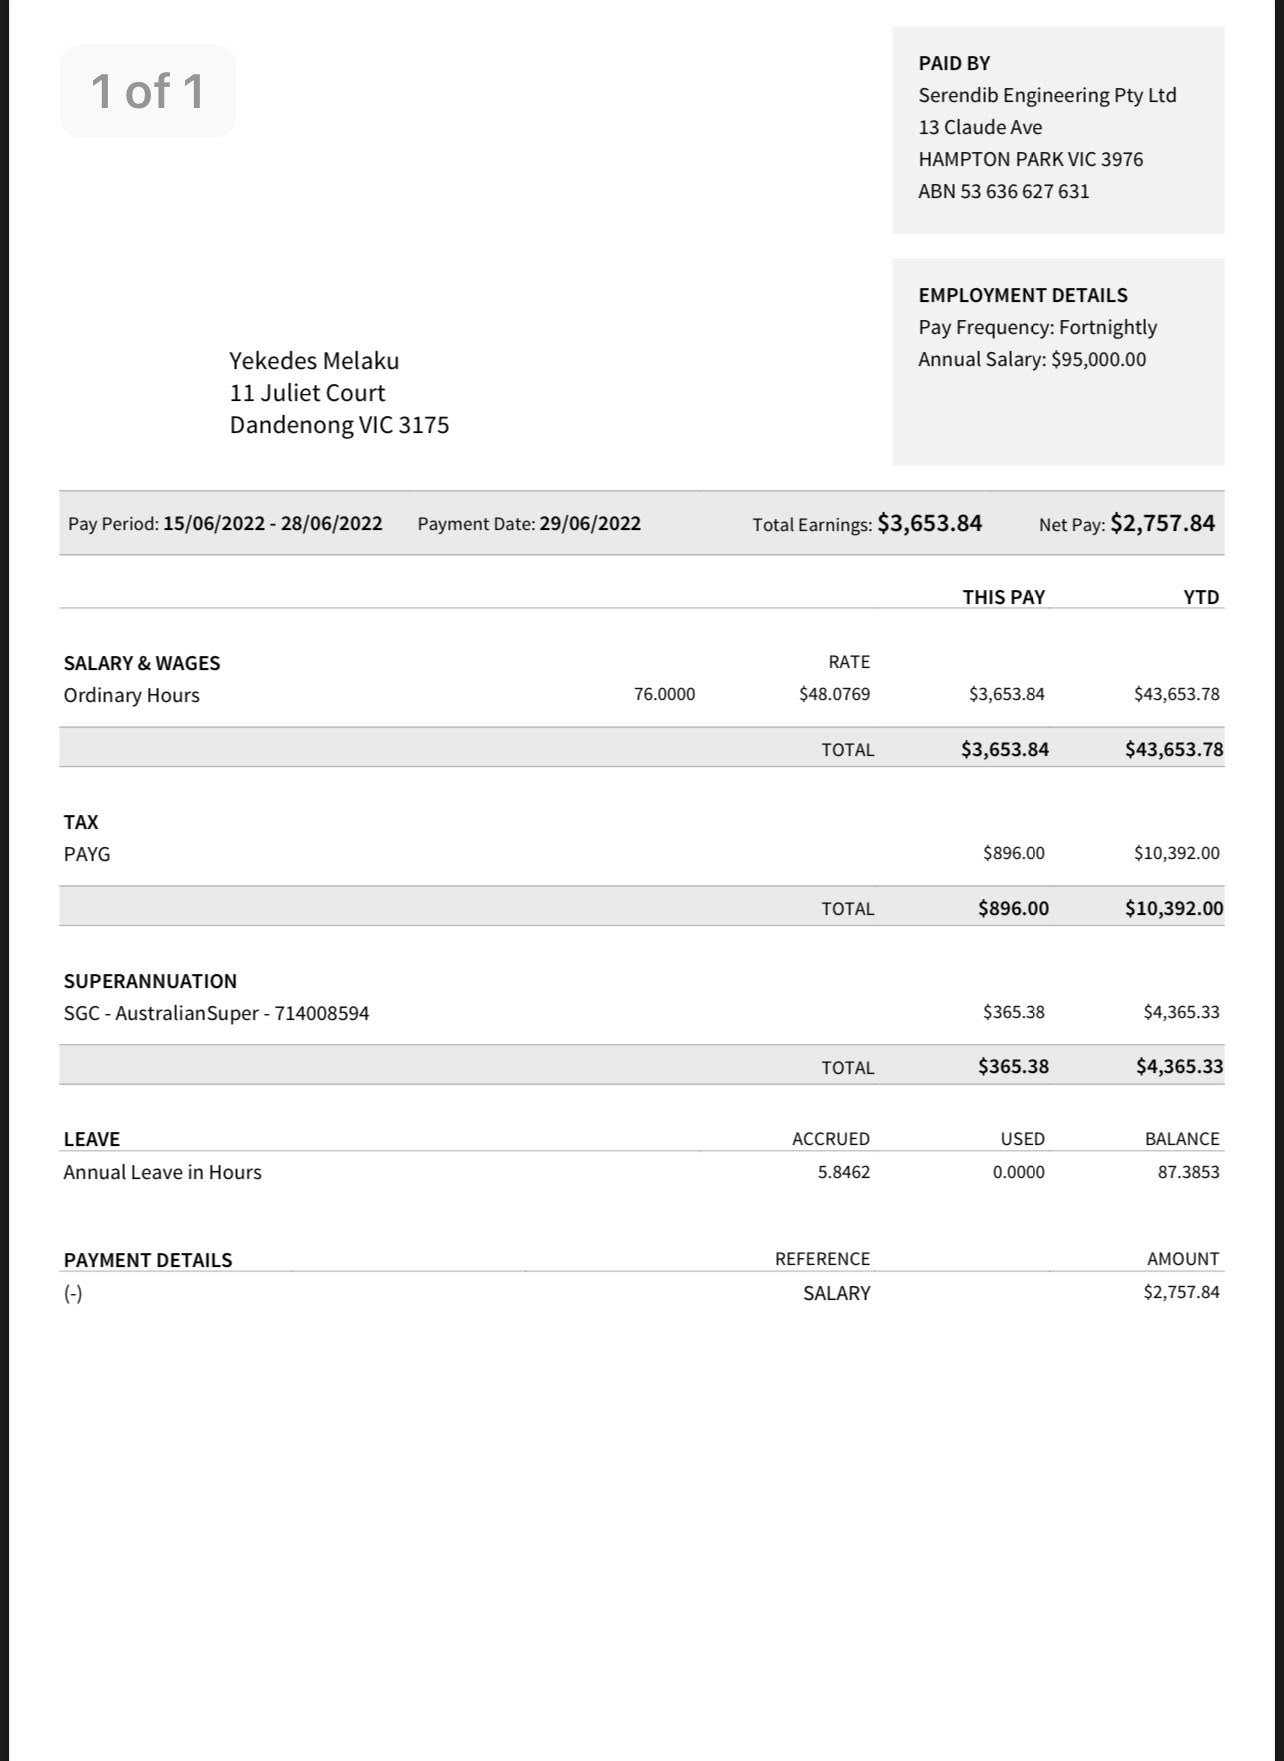 1 of 1
PAID BY
Serendib Engineering Pty Ltd
13 Claude Ave
HAMPTON PARK VIC 3976
ABN 53 636 627 631
EMPLOYMENT DETAILS
Pay Frequency: Fortnightly
Annual Salary: $95,000.00
Yekedes Melaku
11 Juliet Court
Dandenong VIC 3175
Pay Period: 15/06/2022 - 28/06/2022 Payment Date: 29/06/2022 Total Earnings: $3,653.84 Net Pay: $2,757.84
THIS PAY YTD
SALARY & WAGES RATE
Ordinary Hours 76.0000 $48.0769 $3,653.84 $43,653.78
TOTAL $3,653.84 $43,653.78
TAX
PAYG $896.00 $10,392.00
TOTAL $896.00 $10,392.00
SUPERANNUATION
SGC - AustralianSuper - 714008594 $365.38 $4,365.33
TOTAL $365.38 $4,365.33
LEAVE ACCRUED USED BALANCE
Annual Leave in Hours 5.8462 0.0000 87.3853
PAYMENT DETAILS REFERENCE AMOUNT
(-) SALARY $2,757.84